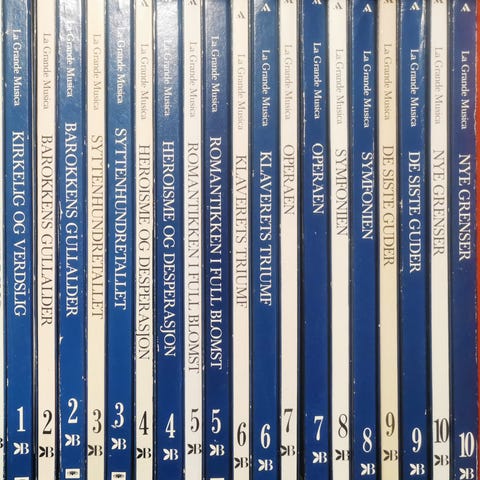 La Grande Musica KIRKELIG OG VERDSLIG 1
La Grande Musica BAROKKENS GULLALDER 2
La Grande Musica BAROKKENS GULLALDER 2
La Grande Musica SYTTENHUNDRETALLET 3
La Grande Musica SYTTENHUNDRETALLET 3
La Grande Musica HEROISME OG DESPERASJON 4
La Grande Musica HEROISME OG DESPERASJON 4
La Grande Musica ROMANTIKKEN I FULL BLOMST 5
La Grande Musica ROMANTIKKEN I FULL BLOMST 5
La Grande Musica KLAVERETS TRIUMF 6
La Grande Musica KLAVERETS TRIUMF 6
La Grande Musica OPERAEN 7
La Grande Musica OPERAEN 7
La Grande Musica SYMFONIEN 8
La Grande Musica SYMFONIEN 8
La Grande Musica DE SISTE GUDER 9
La Grande Musica DE SISTE GUDER 9
La Grande Musica NYE GRENSER 10
La Grande Musica NYE GRENSER 10